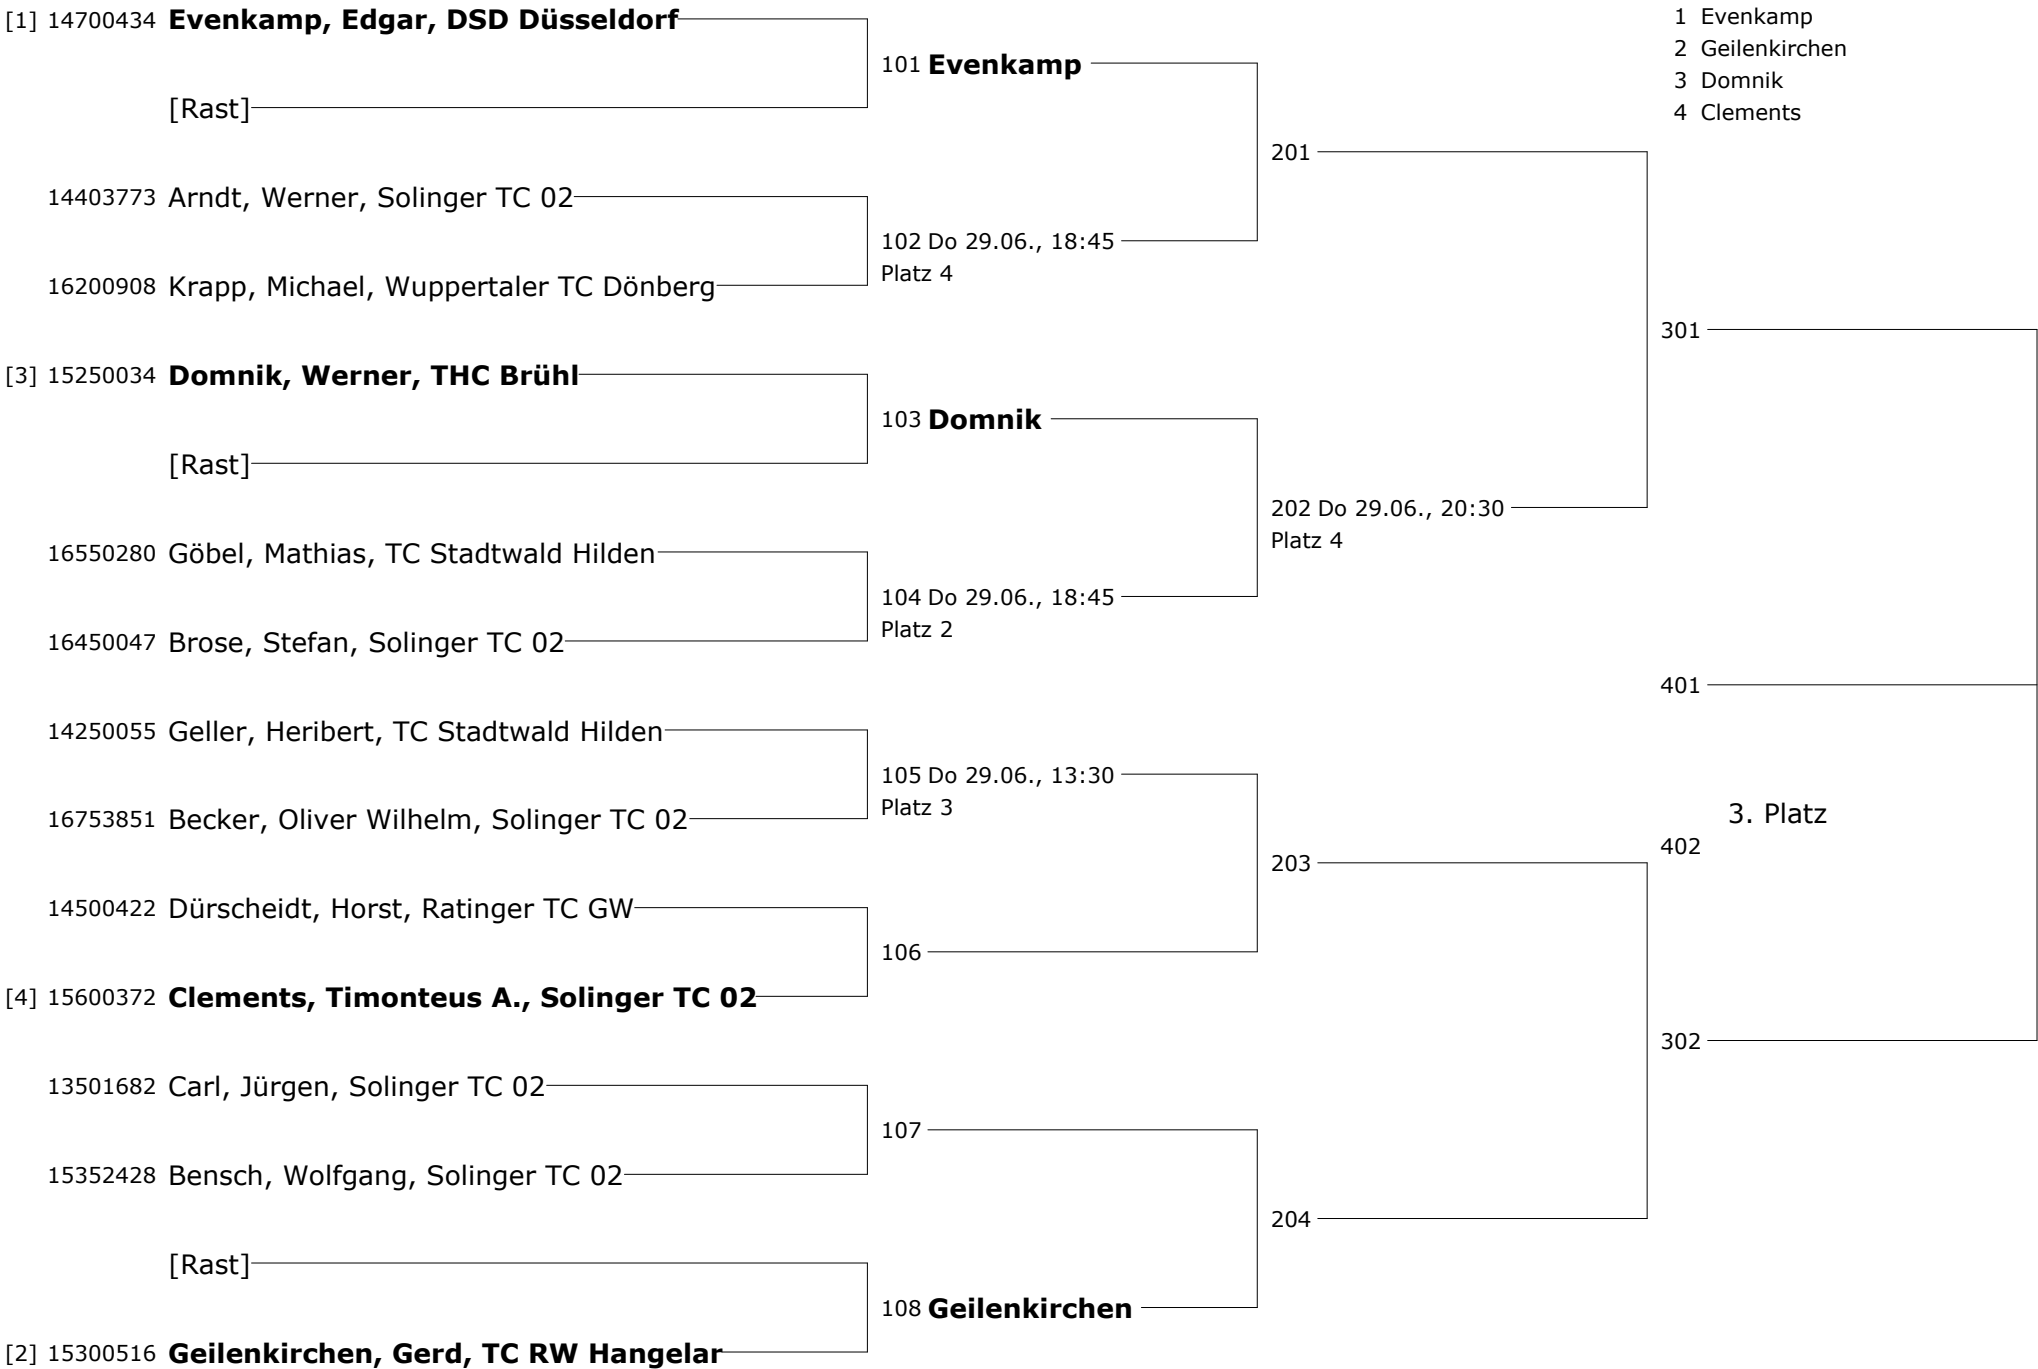 [1] 14700434 Evenkamp, Edgar, DSD Düsseldorf
1 Evenkamp
2 Geilenkirchen
3 Domnik
4 Clements
101 Evenkamp
[Rast]
201
14403773 Arndt, Werner, Solinger TC 02
102 Do 29.06., 18:45
Platz 4
16200908 Krapp, Michael, Wuppertaler TC Dönberg
301
[3] 15250034 Domnik, Werner, THC Brühl
103 Domnik
[Rast]
202 Do 29.06., 20:30
Platz 4
16550280 Göbel, Mathias, TC Stadtwald Hilden
104 Do 29.06., 18:45
Platz 2
16450047 Brose, Stefan, Solinger TC 02
401
14250055 Geller, Heribert, TC Stadtwald Hilden
105 Do 29.06., 13:30
Platz 3
16753851 Becker, Oliver Wilhelm, Solinger TC 02
3. Platz
402
203
14500422 Dürscheidt, Horst, Ratinger TC GW
106
[4] 15600372 Clements, Timonteus A., Solinger TC 02
302
13501682 Carl, Jürgen, Solinger TC 02
107
15352428 Bensch, Wolfgang, Solinger TC 02
204
[Rast]
108 Geilenkirchen
[2] 15300516 Geilenkirchen, Gerd, TC RW Hangelar